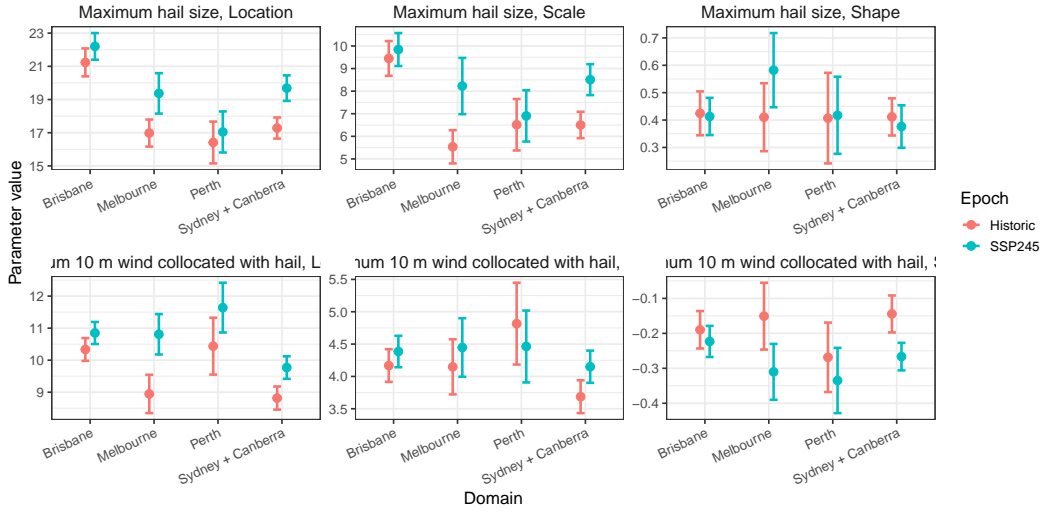 Maximum hail size, Location
Maximum hail size, Scale
Maximum hail size, Shape
23
21
19
17
15
10
9
8
7
6
5
0.7
0.6
0.5
0.4
0.3
Brisbane
Melbourne
Perth
Sydney + Canberra
Brisbane
Melbourne
Perth
Sydney + Canberra
Brisbane
Melbourne
Perth
Sydney + Canberra
Parameter value
Epoch
Historic
SSP245
um 10 m wind collocated with hail, L
num 10 m wind collocated with hail,
um 10 m wind collocated with hail, S
12
11
10
9
5.5
5.0
4.5
4.0
3.5
−0.1
−0.2
−0.3
−0.4
Brisbane
Melbourne
Perth
Sydney + Canberra
Brisbane
Melbourne
Perth
Sydney + Canberra
Brisbane
Melbourne
Perth
Sydney + Canberra
Domain